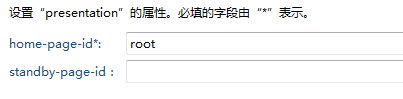 设置“presentation”的属性。必填的字段由“*”表示。
home-page-id*: root
standby-page-id :